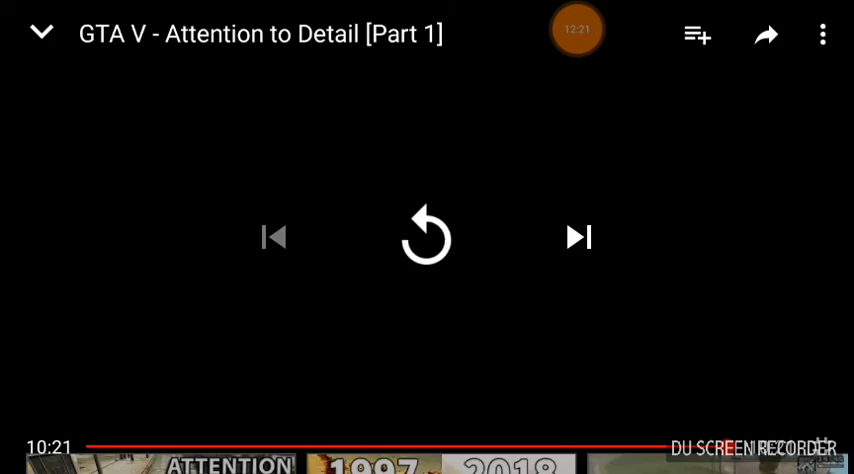 GTA V - Attention to Detail [Part 1]
12:21
10:21
DU SCREEN RECORDER
ATTENTION
1997
2018